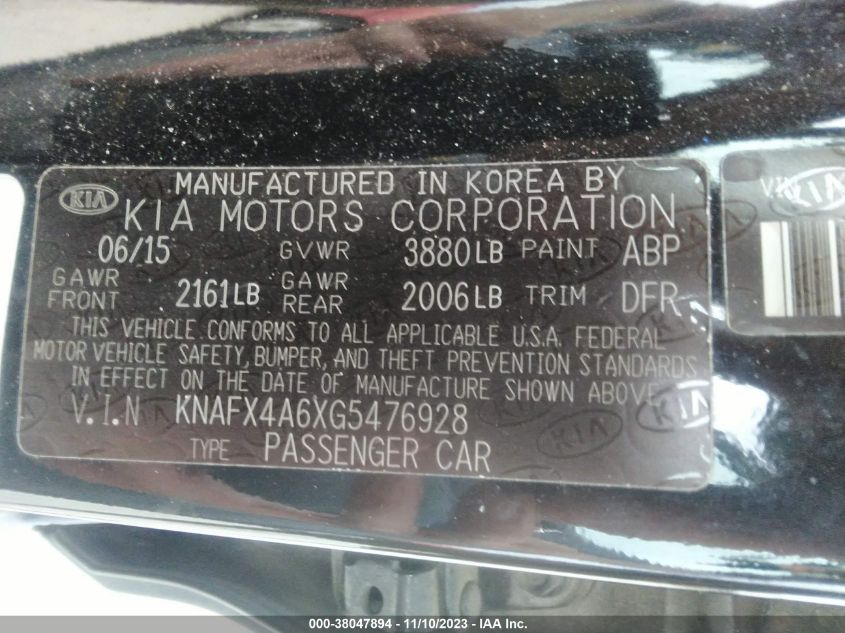 MANUFACTURED IN KOREA BY
KIA KIA MOTORS CORPORATION
06/15 GVWR 3880LB PAINT ABP
GAWR FRONT 2161LB GAWR REAR 2006LB TRIM DFR
THIS VEHICLE CONFORMS TO ALL APPLICABLE U.S.A. FEDERAL
MOTOR VEHICLE SAFETY, BUMPER, AND THEFT PREVENTION STANDARDS
IN EFFECT ON THE DATE OF MANUFACTURE SHOWN ABOVE.
V.I.N KNAFX4A6XG5476928
TYPE PASSENGER CAR
VIN
000-38047894 - 11/10/2023 - IAA Inc.